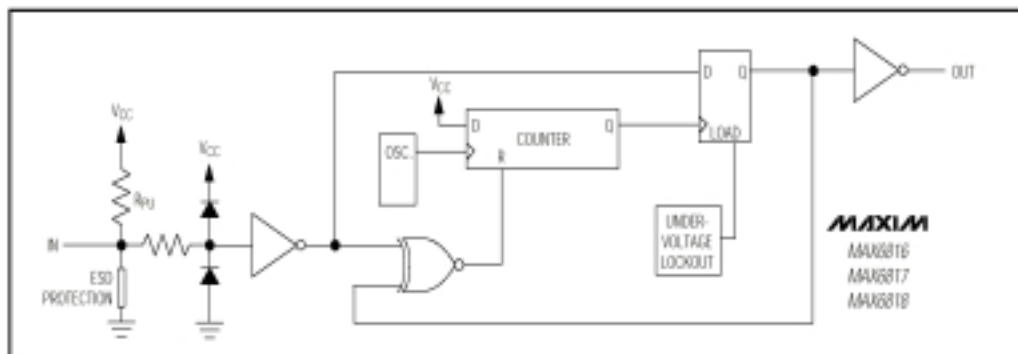 VCC
VCC
RPU
IN
ESD
PROTECTION
VCC
OSC.
D
COUNTER
Q
R
D
Q
LOAD
UNDER-
VOLTAGE
LOCKOUT
OUT
MAXIM
MAX6816
MAX6817
MAX6818